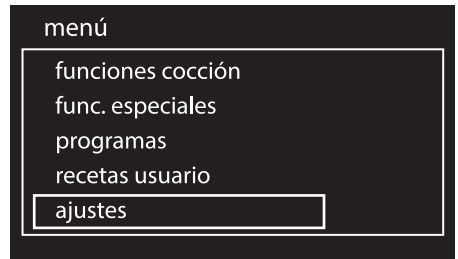 menú
funciones cocción
func. especiales
programas
recetas usuario
ajustes